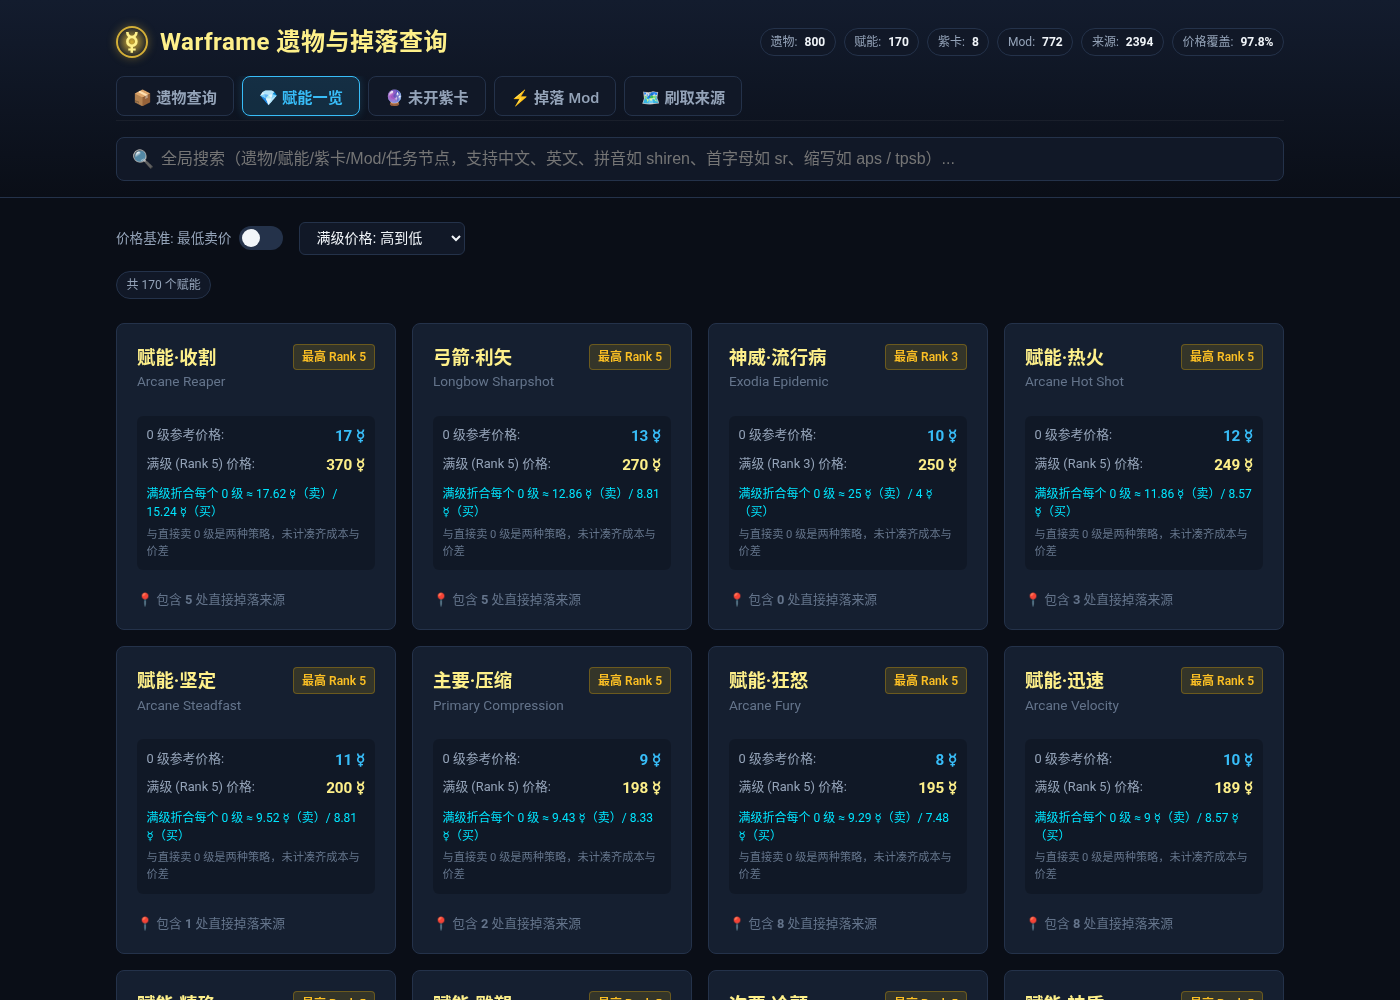 Warframe 遗物与掉落查询
遗物: 800
赋能: 170
紫卡: 8
Mod: 772
来源: 2394
价格覆盖: 97.8%
📦 遗物查询
💎 赋能一览
🔮 未开紫卡
⚡ 掉落 Mod
🗺️ 刷取来源
🔍 全局搜索（遗物/赋能/紫卡/Mod/任务节点，支持中文、英文、拼音如 shiren、首字母如 sr、缩写如 aps / tpsb）...
价格基准: 最低卖价
满级价格: 高到低
共 170 个赋能
赋能·收割
最高 Rank 5
Arcane Reaper
0 级参考价格:
17 ☿
满级 (Rank 5) 价格:
370 ☿
满级折合每个 0 级 ≈ 17.62 ☿（卖）/
15.24 ☿（买）
与直接卖 0 级是两种策略，未计凑齐成本与
价差
📍 包含 5 处直接掉落来源
弓箭·利矢
最高 Rank 5
Longbow Sharpshot
0 级参考价格:
13 ☿
满级 (Rank 5) 价格:
270 ☿
满级折合每个 0 级 ≈ 12.86 ☿（卖）/ 8.81
☿（买）
与直接卖 0 级是两种策略，未计凑齐成本与
价差
📍 包含 5 处直接掉落来源
神威·流行病
最高 Rank 3
Exodia Epidemic
0 级参考价格:
10 ☿
满级 (Rank 3) 价格:
250 ☿
满级折合每个 0 级 ≈ 25 ☿（卖）/ 4 ☿
（买）
与直接卖 0 级是两种策略，未计凑齐成本与
价差
📍 包含 0 处直接掉落来源
赋能·热火
最高 Rank 5
Arcane Hot Shot
0 级参考价格:
12 ☿
满级 (Rank 5) 价格:
249 ☿
满级折合每个 0 级 ≈ 11.86 ☿（卖）/ 8.57
☿（买）
与直接卖 0 级是两种策略，未计凑齐成本与
价差
📍 包含 3 处直接掉落来源
赋能·坚定
最高 Rank 5
Arcane Steadfast
0 级参考价格:
11 ☿
满级 (Rank 5) 价格:
200 ☿
满级折合每个 0 级 ≈ 9.52 ☿（卖）/ 8.81
☿（买）
与直接卖 0 级是两种策略，未计凑齐成本与
价差
📍 包含 1 处直接掉落来源
主要·压缩
最高 Rank 5
Primary Compression
0 级参考价格:
9 ☿
满级 (Rank 5) 价格:
198 ☿
满级折合每个 0 级 ≈ 9.43 ☿（卖）/ 8.33
☿（买）
与直接卖 0 级是两种策略，未计凑齐成本与
价差
📍 包含 2 处直接掉落来源
赋能·狂怒
最高 Rank 5
Arcane Fury
0 级参考价格:
8 ☿
满级 (Rank 5) 价格:
195 ☿
满级折合每个 0 级 ≈ 9.29 ☿（卖）/ 7.48
☿（买）
与直接卖 0 级是两种策略，未计凑齐成本与
价差
📍 包含 8 处直接掉落来源
赋能·迅速
最高 Rank 5
Arcane Velocity
0 级参考价格:
10 ☿
满级 (Rank 5) 价格:
189 ☿
满级折合每个 0 级 ≈ 9 ☿（卖）/ 8.57 ☿
（买）
与直接卖 0 级是两种策略，未计凑齐成本与
价差
📍 包含 8 处直接掉落来源